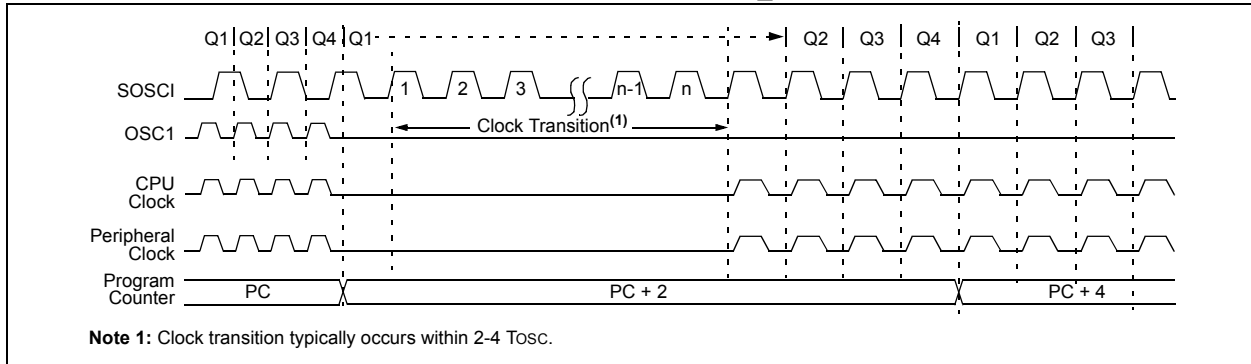 Q1 Q2 Q3 Q4 Q1 Q2 Q3 Q4 Q1 Q2 Q3
SOSCI 1 2 3 n-1 n
Clock Transition(1)
OSC1
CPU
Clock
Peripheral
Clock
Program
Counter PC PC + 2 PC + 4
Note 1: Clock transition typically occurs within 2-4 TOSC.